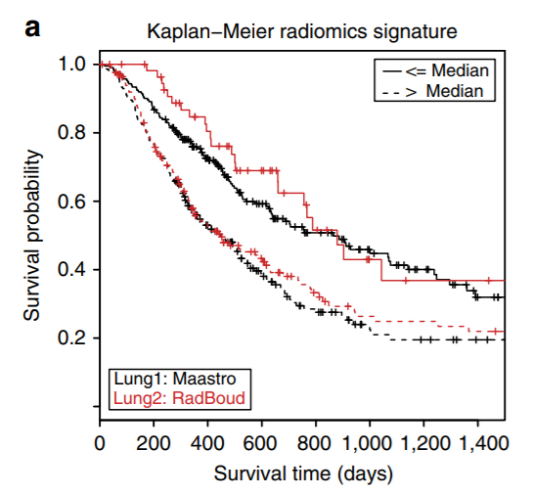 a
Kaplan–Meier radiomics signature
<= Median
> Median
Survival probability
1.0
0.8
0.6
0.4
0.2
Lung1: Maastro
Lung2: RadBoud
0 200 400 600 800 1,000 1,200 1,400
Survival time (days)